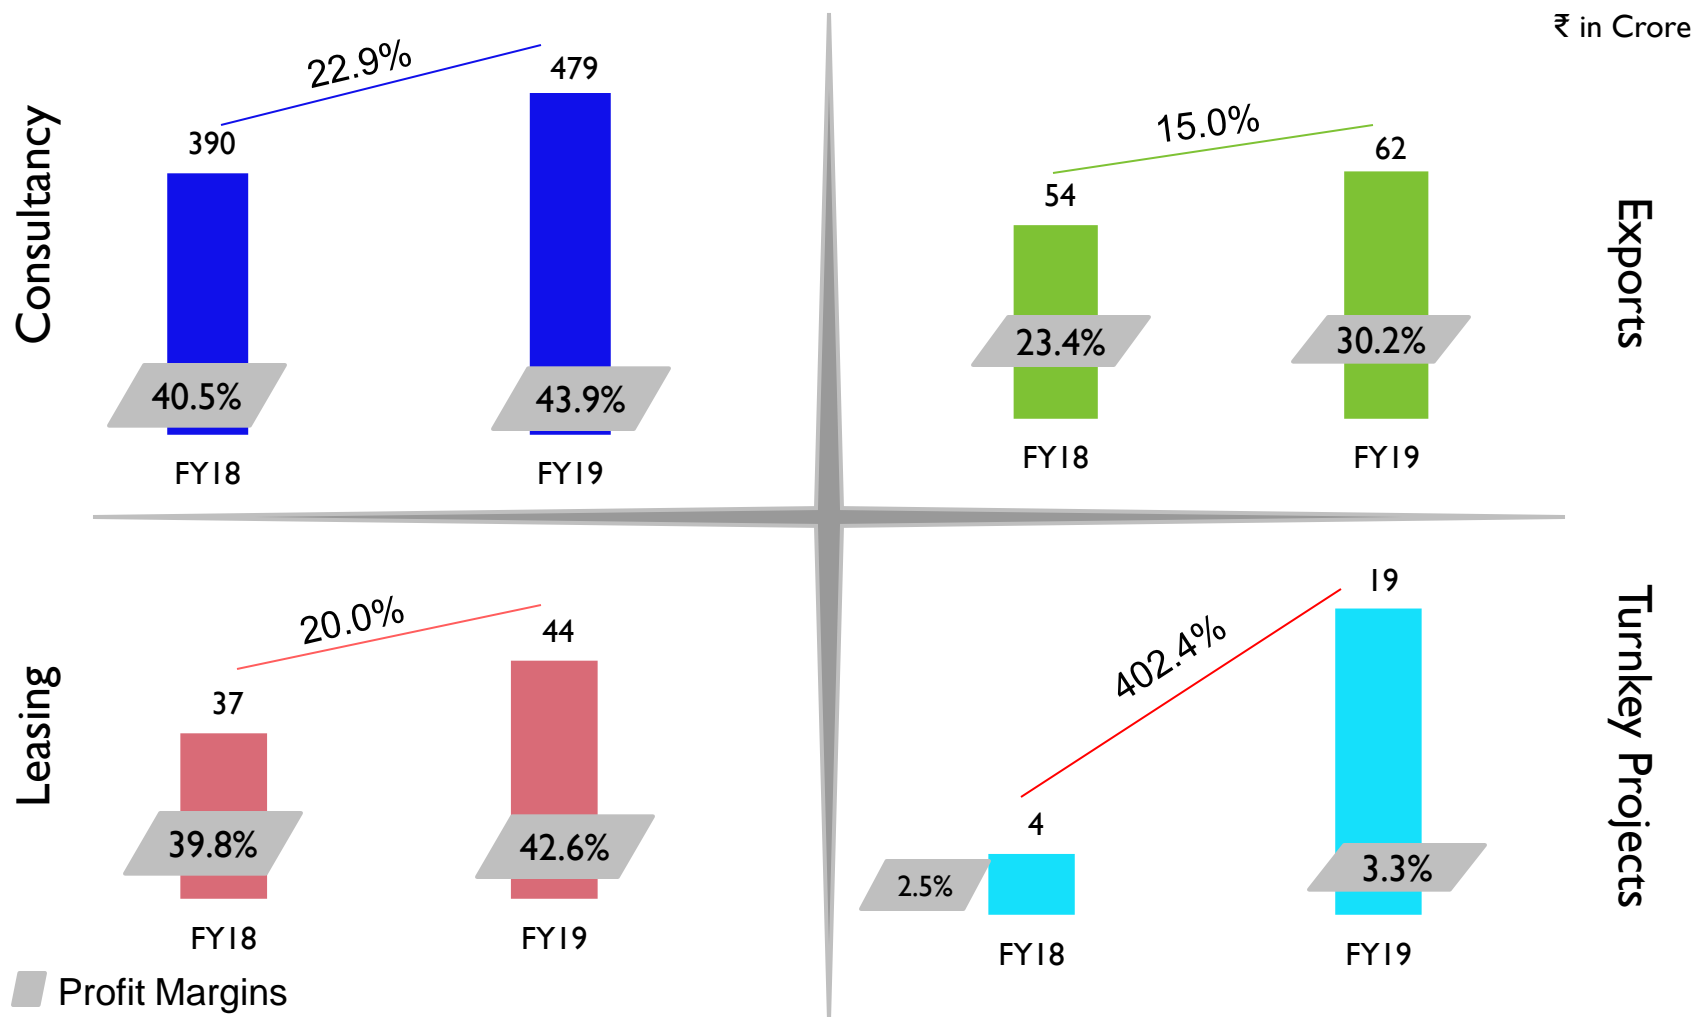 ₹ in Crore
Consultancy
22.9%
390
479
40.5%
43.9%
FY18
FY19
Exports
15.0%
54
62
23.4%
30.2%
FY18
FY19
Leasing
20.0%
37
44
39.8%
42.6%
FY18
FY19
Turnkey Projects
402.4%
4
19
2.5%
3.3%
FY18
FY19
Profit Margins